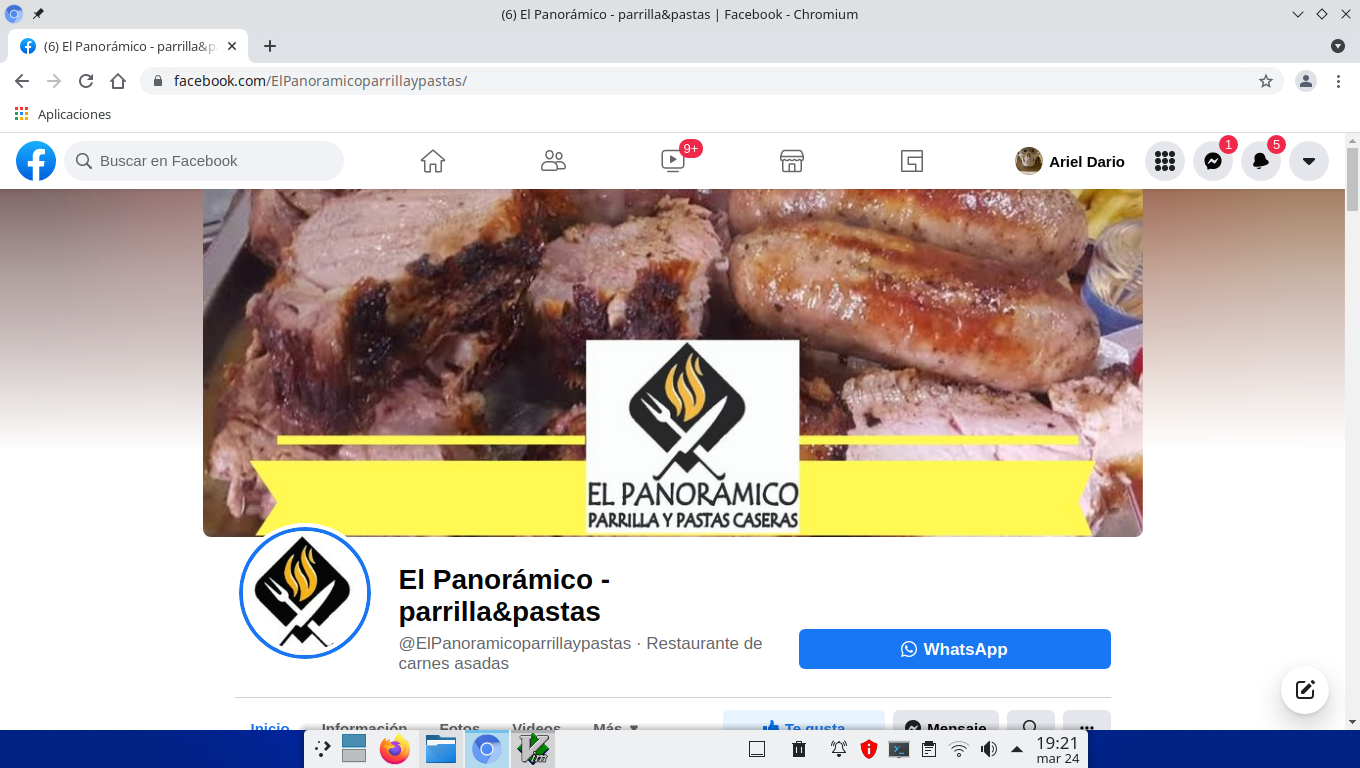 (6) El Panorámico - parrilla&pastas | Facebook - Chromium
(6) El Panorámico - parrilla&p
facebook.com/ElPanoramicoparrillaypastas/
Aplicaciones
Buscar en Facebook
9+
Ariel Dario
1
5
EL PANORÁMICO
PARRILLA Y PASTAS CASERAS
El Panorámico -
parrilla&pastas
@ElPanoramicoparrillaypastas · Restaurante de
carnes asadas
WhatsApp
Inicio
Información
Fotos
Videos
Más
Te gusta
Mensaje
19:21
mar 24